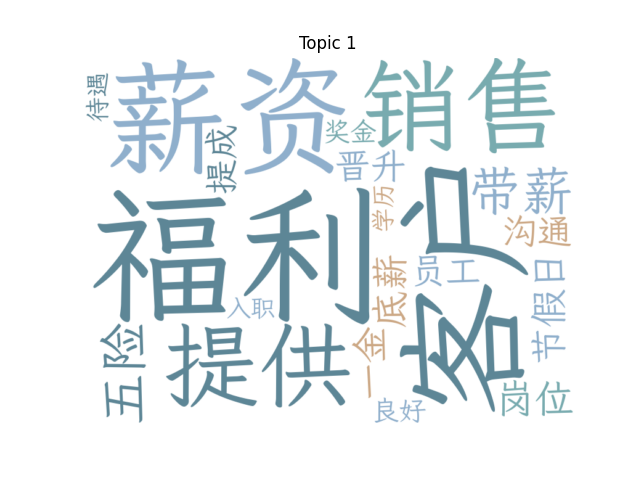 Topic 1
待遇
薪资
提成
奖金
销售
晋升
学历
带薪
沟通
福利
客户
底薪
员工
节假日
入职
五险
提供
一金
良好
岗位